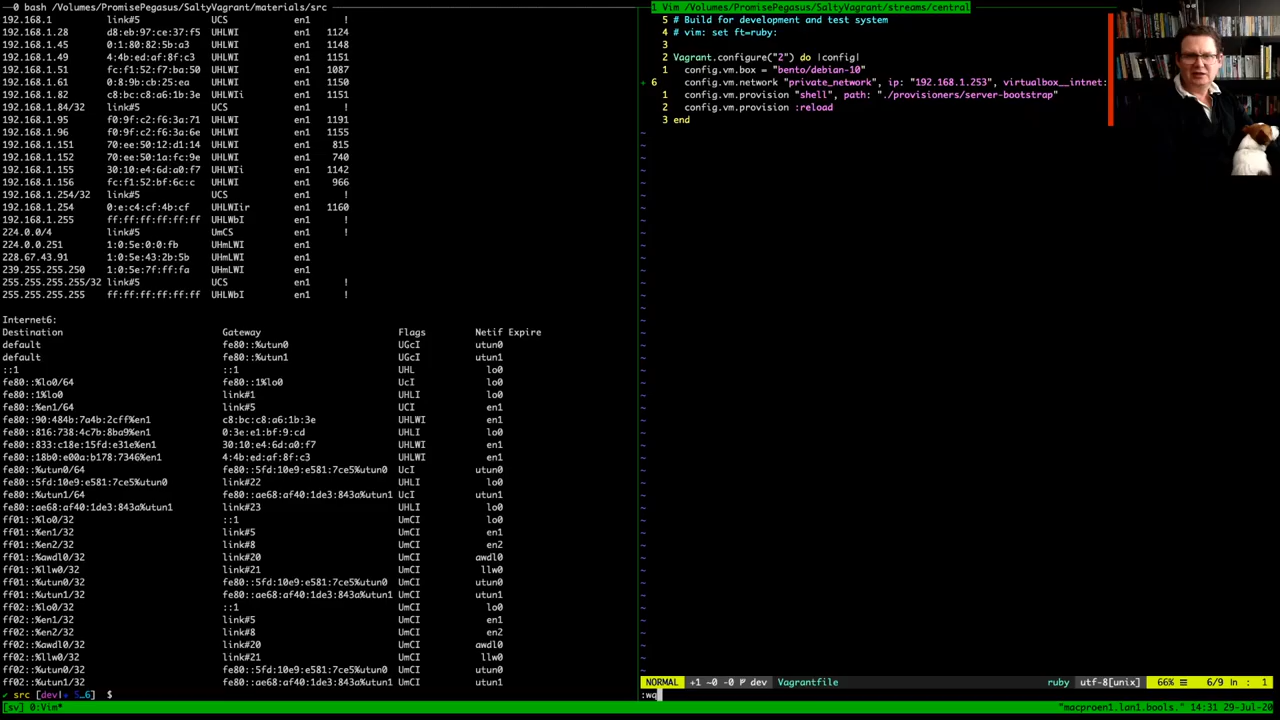 0 bash /Volumes/PromisePegasus/SaltyVagrant/materials/src
192.168.1 link#5 UCS en1 !
192.168.1.28 d8:eb:97:ce:37:f5 UHLWI en1 1124
192.168.1.45 0:1:80:82:5b:a3 UHLWI en1 1148
192.168.1.49 4:4b:ed:af:8f:c3 UHLWI en1 1151
192.168.1.51 fc:f1:52:f7:ba:50 UHLWI en1 1087
192.168.1.61 0:8:9b:cb:25:ea UHLWI en1 1150
192.168.1.82 c8:bc:c8:a6:1b:3e UHLWIi en1 1151
192.168.1.84/32 link#5 UCS en1 !
192.168.1.95 f0:9f:c2:f6:3a:71 UHLWI en1 1191
192.168.1.96 f0:9f:c2:f6:3a:6e UHLWI en1 1155
192.168.1.151 70:ee:50:12:d1:14 UHLWI en1 815
192.168.1.152 70:ee:50:1a:fc:9e UHLWI en1 740
192.168.1.155 30:10:e4:6d:a0:f7 UHLWIi en1 1142
192.168.1.156 fc:f1:52:bf:6c:c UHLWI en1 966
192.168.1.254/32 link#5 UCS en1 !
192.168.1.254 0:e:c4:cf:4b:cf UHLWIir en1 1160
192.168.1.255 ff:ff:ff:ff:ff:ff UHLWbI en1 !
224.0.0/4 link#5 UmCS en1 !
224.0.0.251 1:0:5e:0:0:fb UHmLWI en1
228.67.43.91 1:0:5e:43:2b:5b UHmLWI en1
239.255.255.250 1:0:5e:7f:ff:fa UHmLWI en1
255.255.255.255/32 link#5 UCS en1 !
255.255.255.255 ff:ff:ff:ff:ff:ff UHLWbI en1 !
Internet6:
Destination Gateway Flags Netif Expire
default fe80::%utun0 UGcI utun0
default fe80::%utun1 UGcI utun1
::1 ::1 UHL lo0
fe80::%lo0/64 fe80::1%lo0 UcI lo0
fe80::1%lo0 link#1 UHLI lo0
fe80::%en1/64 link#5 UCI en1
fe80::90:484b:7a4b:2cff%en1 c8:bc:c8:a6:1b:3e UHLWI en1
fe80::816:738:4c7b:8ba9%en1 0:3e:e1:bf:9:cd UHLI lo0
fe80::833:c18e:15fd:e31e%en1 30:10:e4:6d:a0:f7 UHLWI en1
fe80::18b0:e00a:b178:7346%en1 4:4b:ed:af:8f:c3 UHLWI en1
fe80::%utun0/64 fe80::5fd:10e9:e581:7ce5%utun0 UcI utun0
fe80::5fd:10e9:e581:7ce5%utun0 link#22 UHLI lo0
fe80::%utun1/64 fe80::ae68:af40:1de3:843a%utun1 UcI utun1
fe80::ae68:af40:1de3:843a%utun1 link#23 UHLI lo0
ff01::%lo0/32 ::1 UmCI lo0
ff01::%en1/32 link#5 UmCI en1
ff01::%en2/32 link#8 UmCI en2
ff01::%awdl0/32 link#20 UmCI awdl0
ff01::%llw0/32 link#21 UmCI llw0
ff01::%utun0/32 fe80::5fd:10e9:e581:7ce5%utun0 UmCI utun0
ff01::%utun1/32 fe80::ae68:af40:1de3:843a%utun1 UmCI utun1
ff02::%lo0/32 ::1 UmCI lo0
ff02::%en1/32 link#5 UmCI en1
ff02::%en2/32 link#8 UmCI en2
ff02::%awdl0/32 link#20 UmCI awdl0
ff02::%llw0/32 link#21 UmCI llw0
ff02::%utun0/32 fe80::5fd:10e9:e581:7ce5%utun0 UmCI utun0
ff02::%utun1/32 fe80::ae68:af40:1de3:843a%utun1 UmCI utun1
✔ src [dev|✚ 5…6] $
1 Vim /Volumes/PromisePegasus/SaltyVagrant/streams/central
5 # Build for development and test system
4 # vim: set ft=ruby:
3
2 Vagrant.configure("2") do |config|
1 config.vm.box = "bento/debian-10"
+ 6 config.vm.network "private_network", ip: "192.168.1.253", virtualbox__intnet:
1 config.vm.provision "shell", path: "./provisioners/server-bootstrap"
2 config.vm.provision :reload
3 end
NORMAL +1 ~0 -0 dev Vagrantfile ruby utf-8[unix] 66% ☰ 6/9 ln : 1
:wq
[sv] 0:Vim* "macproen1.lan1.bools." 14:31 29-Jul-20